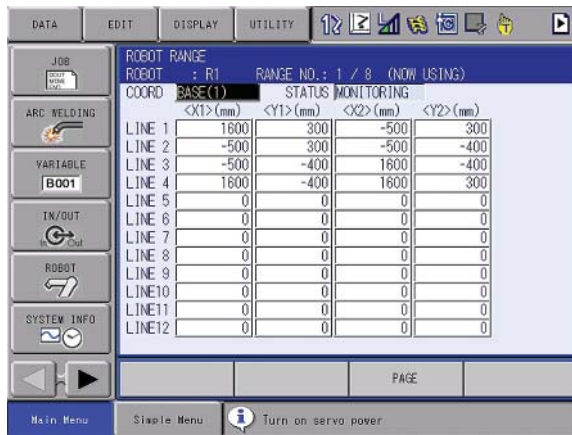 DATA EDIT DISPLAY UTILITY
JOB
DOUT
MOVE
END
ARC WELDING
VARIABLE
B001
IN/OUT
In Out
ROBOT
SYSTEM INFO
ROBOT RANGE
ROBOT : R1 RANGE NO.: 1 / 8 (NOW USING)
COORD BASE(1) STATUS MONITORING
<X1>(mm) <Y1>(mm) <X2>(mm) <Y2>(mm)
LINE 1 1600 300 -500 300
LINE 2 -500 300 -500 -400
LINE 3 -500 -400 1600 -400
LINE 4 1600 -400 1600 300
LINE 5 0 0 0 0
LINE 6 0 0 0 0
LINE 7 0 0 0 0
LINE 8 0 0 0 0
LINE 9 0 0 0 0
LINE10 0 0 0 0
LINE11 0 0 0 0
LINE12 0 0 0 0
PAGE
Main Menu Simple Menu Turn on servo power